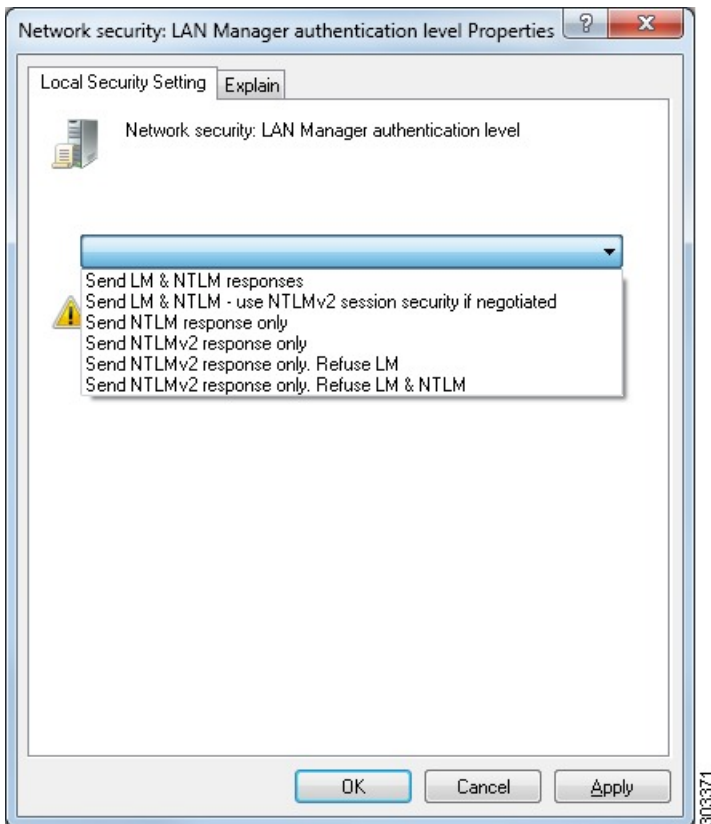 Network security: LAN Manager authentication level Properties
?
X
Local Security Setting
Explain
Network security: LAN Manager authentication level
Send LM & NTLM responses
Send LM & NTLM - use NTLMv2 session security if negotiated
Send NTLM response only
Send NTLMv2 response only
Send NTLMv2 response only. Refuse LM
Send NTLMv2 response only. Refuse LM & NTLM
OK
Cancel
Apply
303371